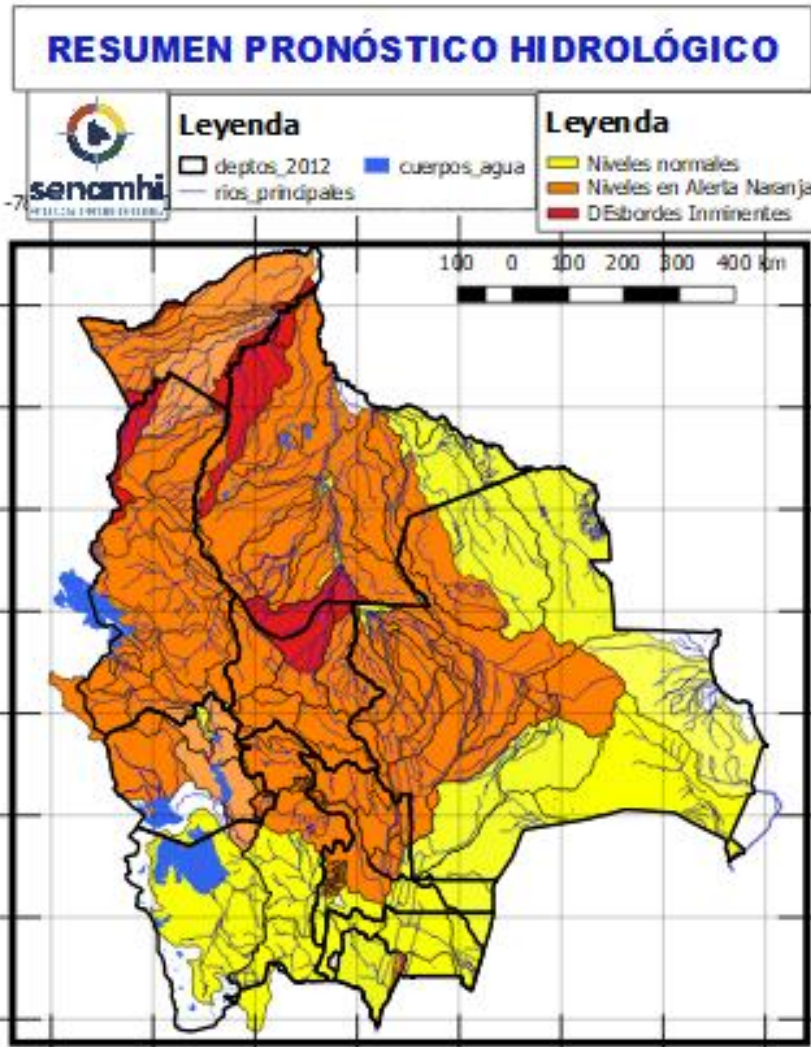 RESUMEN PRONÓSTICO HIDROLÓGICO
senamhi
Leyenda
deptos_2012
cuerpos_agua
rios_principales
Leyenda
Niveles normales
Niveles en Alerta Naranja
DEsbordes Inminentes
100 0 100 200 300 400 km